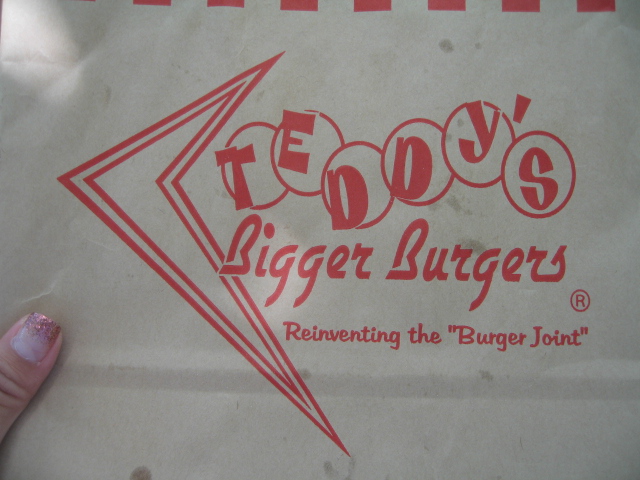 TEDDY'S
Bigger Burgers
®
Reinventing the "Burger Joint"